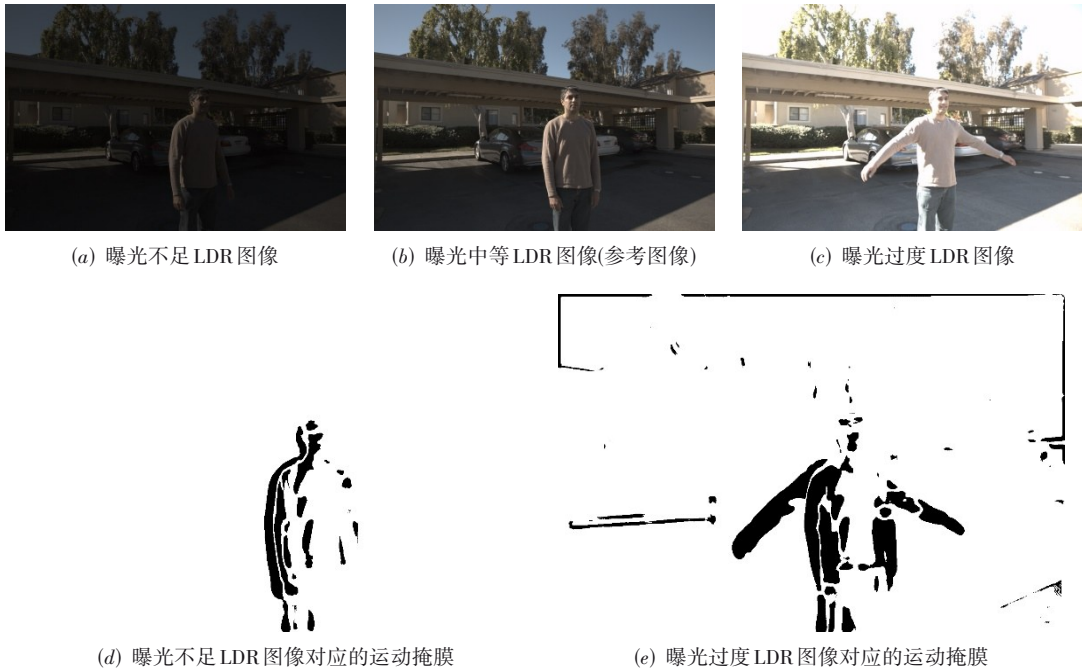 (a) 曝光不足LDR图像
(b) 曝光中等LDR图像(参考图像)
(c) 曝光过度LDR图像
(d) 曝光不足LDR图像对应的运动掩膜
(e) 曝光过度LDR图像对应的运动掩膜